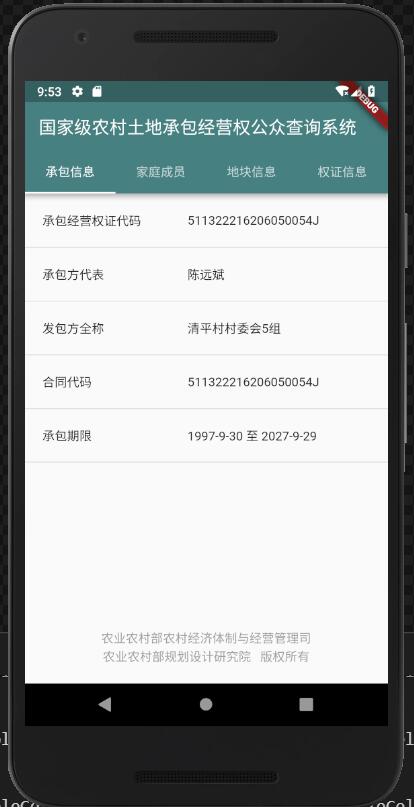 9:53
DEBUG
国家级农村土地承包经营权公众查询系统
承包信息 家庭成员 地块信息 权证信息
承包经营权证代码 511322216206050054J
承包方代表 陈远斌
发包方全称 清平村村委会5组
合同代码 511322216206050054J
承包期限 1997-9-30 至 2027-9-29
农业农村部农村经济体制与经营管理司
农业农村部规划设计研究院 版权所有